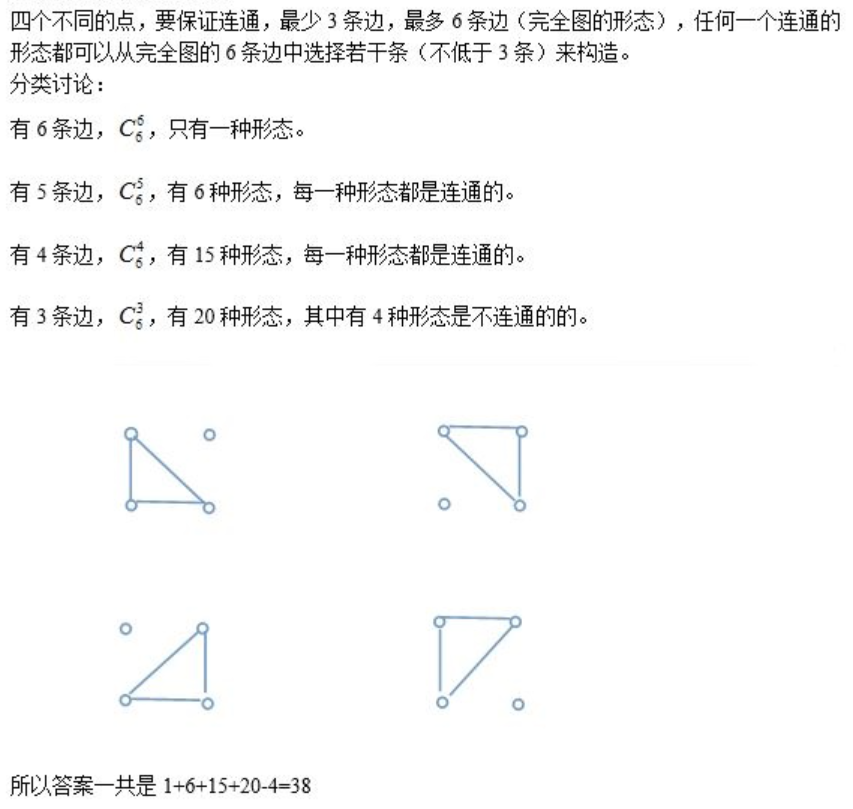 四个不同的点，要保证连通，最少 3 条边，最多 6 条边（完全图的形态），任何一个连通的
形态都可以从完全图的 6 条边中选择若干条（不低于 3 条）来构造。
分类讨论：
有 6 条边，C_6^6，只有一种形态。
有 5 条边，C_6^5，有 6 种形态，每一种形态都是连通的。
有 4 条边，C_6^4，有 15 种形态，每一种形态都是连通的。
有 3 条边，C_6^3，有 20 种形态，其中有 4 种形态是不连通的的。
所以答案一共是 1+6+15+20-4=38